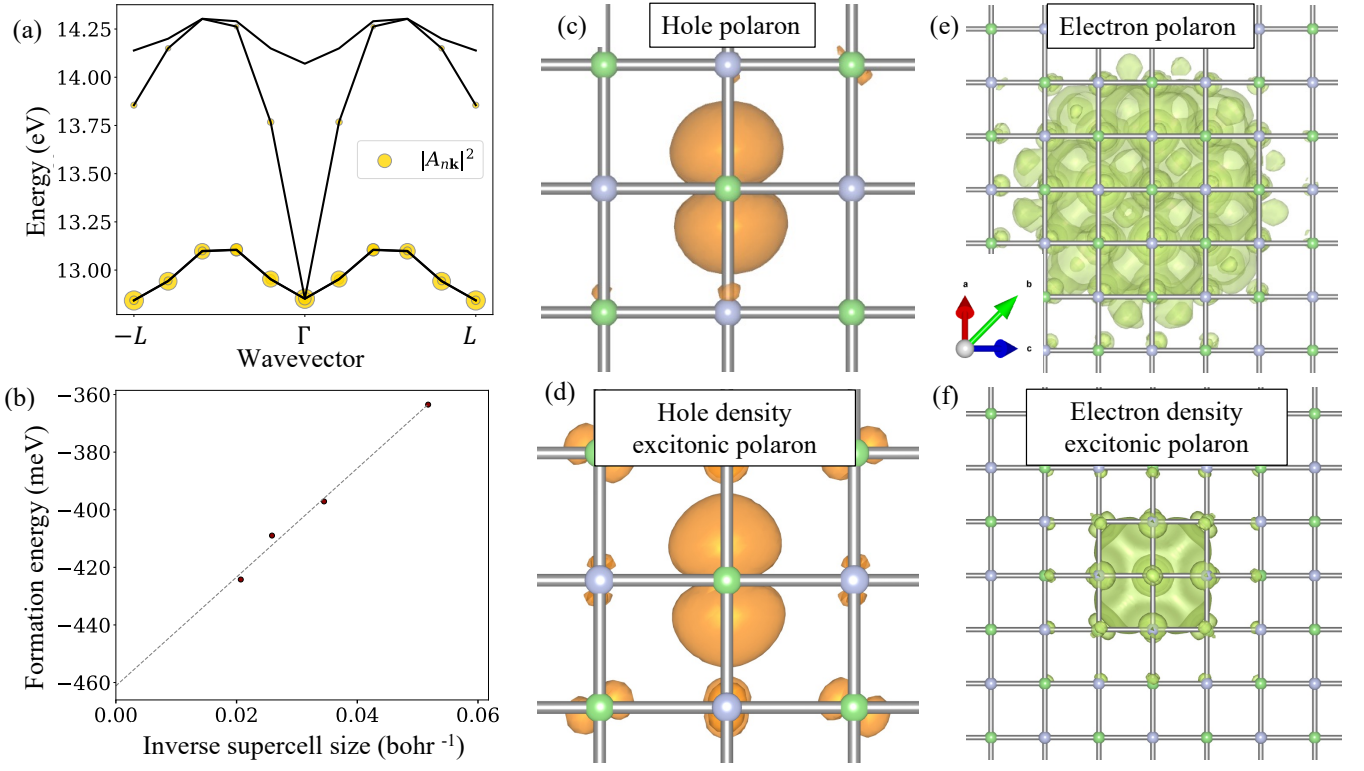 (a)
14.25
14.00
13.75
13.50
13.25
13.00
Energy (eV)
|A_{n𝐤}|²
−L
Γ
L
Wavevector
(b)
−360
−380
−400
−420
−440
−460
Formation energy (meV)
0.00
0.02
0.04
0.06
Inverse supercell size (bohr ⁻¹)
(c)
Hole polaron
(d)
Hole density
excitonic polaron
(e)
Electron polaron
a
b
c
(f)
Electron density
excitonic polaron